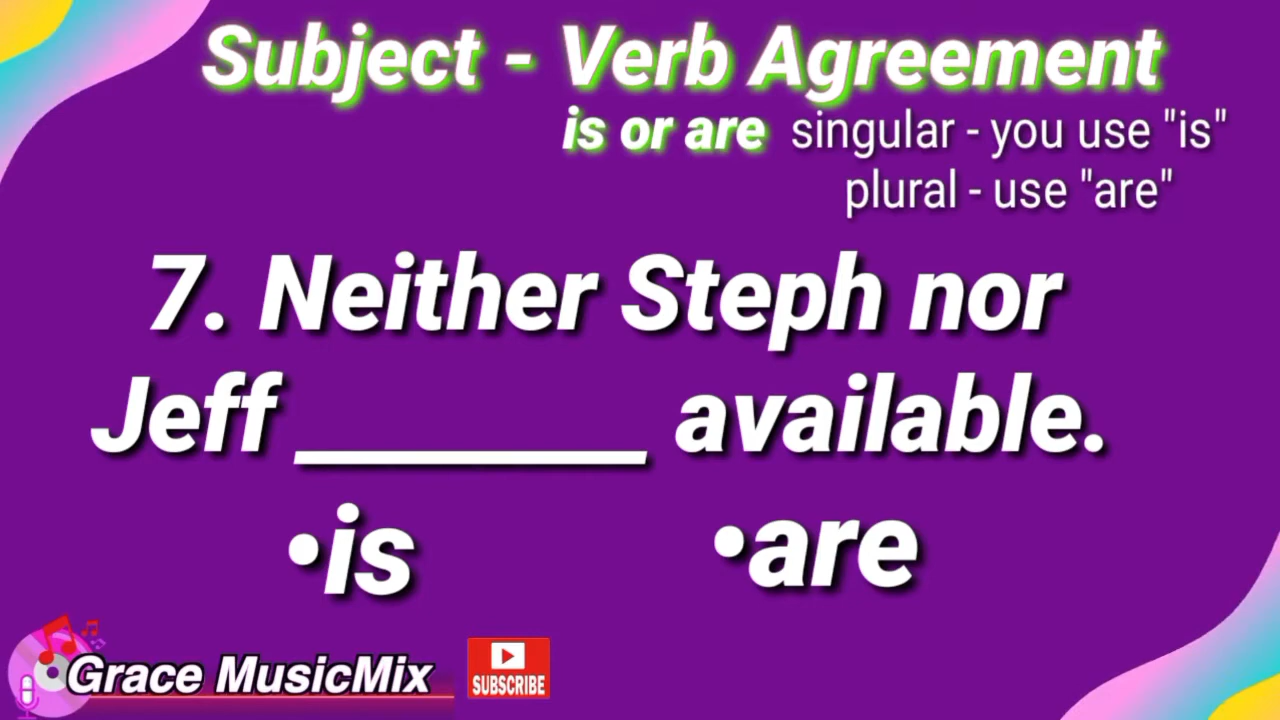 Subject - Verb Agreement
is or are singular - you use "is"
plural - use "are"
7. Neither Steph nor
Jeff ________ available.
•is •are
Grace MusicMix SUBSCRIBE